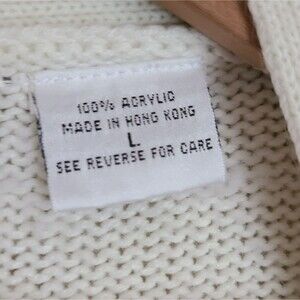 100% ACRYLIC
MADE IN HONG KONG
L
SEE REVERSE FOR CARE